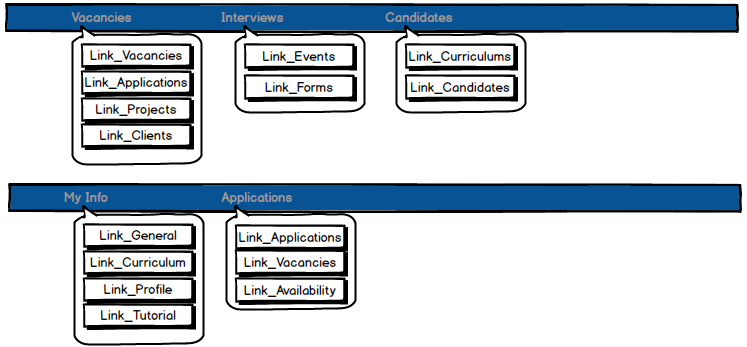 Vacancies Interviews Candidates
Link_Vacancies Link_Events Link_Curriculums
Link_Applications Link_Forms Link_Candidates
Link_Projects
Link_Clients
My Info Applications
Link_General Link_Applications
Link_Curriculum Link_Vacancies
Link_Profile Link_Availability
Link_Tutorial